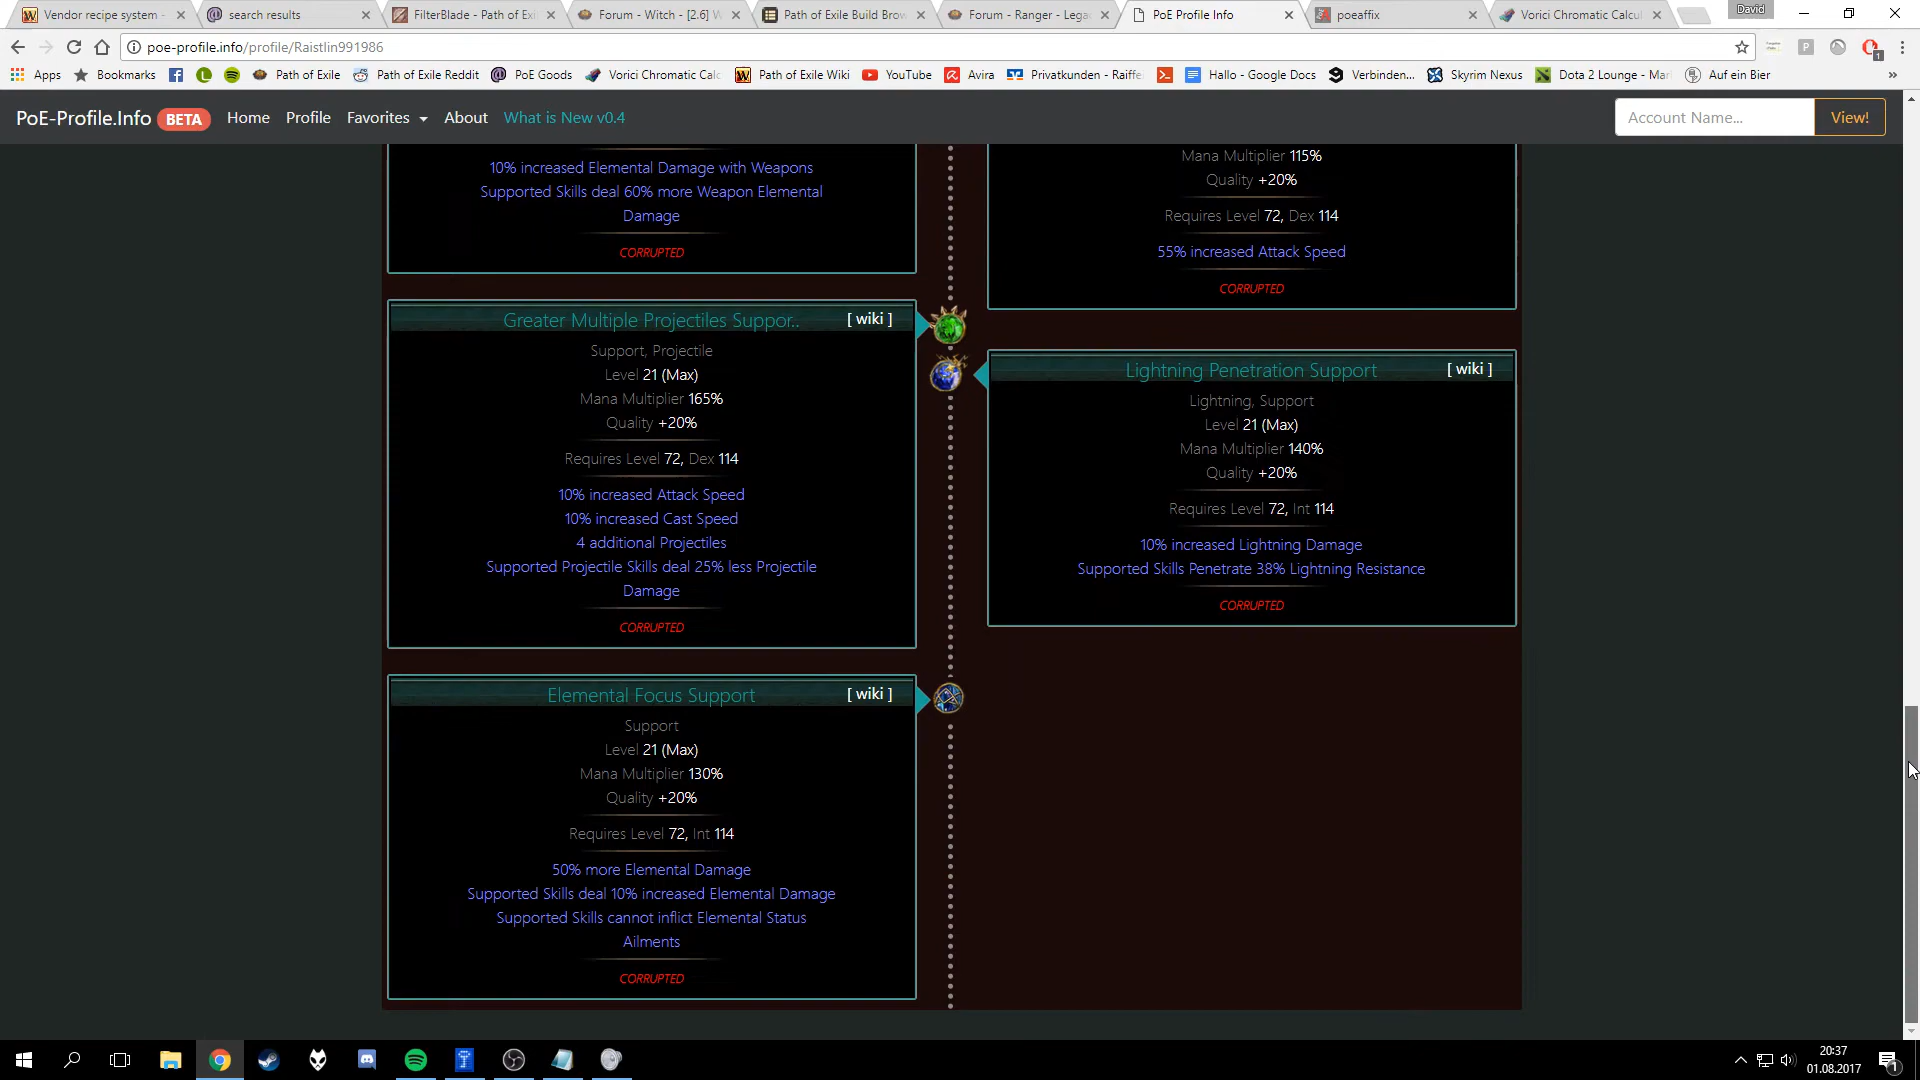 Vendor recipe system -
search results
FilterBlade - Path of Exi
Forum - Witch - [2.6] W
Path of Exile Build Brow
Forum - Ranger - Lega
PoE Profile Info
poeaffix
Vorici Chromatic Calcul
David
poe-profile.info/profile/Raistlin991986
Apps
Bookmarks
Path of Exile
Path of Exile Reddit
PoE Goods
Vorici Chromatic Calc
Path of Exile Wiki
YouTube
Avira
Privatkunden - Raiffe
Hallo - Google Docs
Verbinden...
Skyrim Nexus
Dota 2 Lounge - Mar
Auf ein Bier
»
PoE-Profile.Info BETA Home Profile Favorites About What is New v0.4
Account Name... View!
10% increased Elemental Damage with Weapons
Supported Skills deal 60% more Weapon Elemental
Damage
CORRUPTED
Mana Multiplier 115%
Quality +20%
Requires Level 72, Dex 114
55% increased Attack Speed
CORRUPTED
Greater Multiple Projectiles Suppor.. [ wiki ]
Support, Projectile
Level 21 (Max)
Mana Multiplier 165%
Quality +20%
Requires Level 72, Dex 114
10% increased Attack Speed
10% increased Cast Speed
4 additional Projectiles
Supported Projectile Skills deal 25% less Projectile
Damage
CORRUPTED
Lightning Penetration Support [ wiki ]
Lightning, Support
Level 21 (Max)
Mana Multiplier 140%
Quality +20%
Requires Level 72, Int 114
10% increased Lightning Damage
Supported Skills Penetrate 38% Lightning Resistance
CORRUPTED
Elemental Focus Support [ wiki ]
Support
Level 21 (Max)
Mana Multiplier 130%
Quality +20%
Requires Level 72, Int 114
50% more Elemental Damage
Supported Skills deal 10% increased Elemental Damage
Supported Skills cannot inflict Elemental Status
Ailments
CORRUPTED
20:37
01.08.2017
1